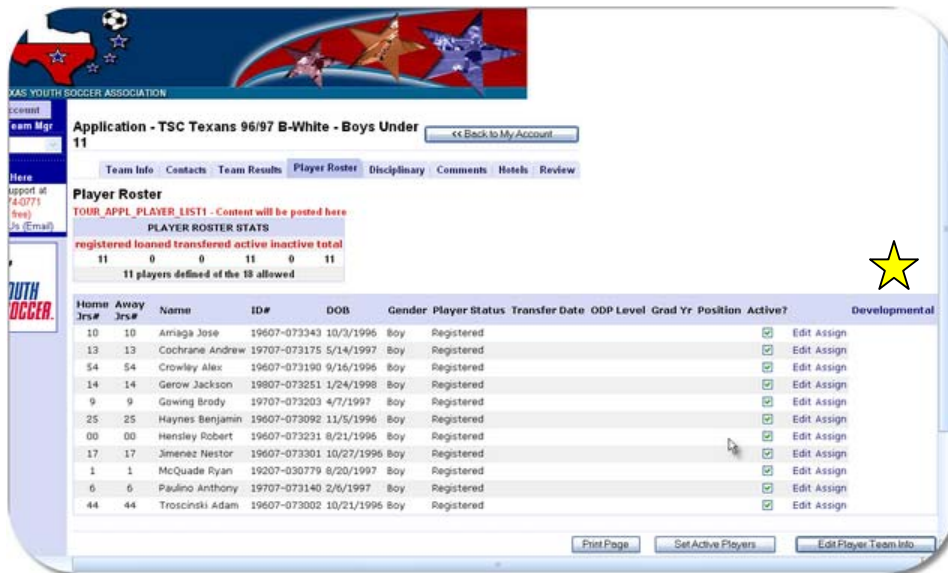 XAS YOUTH SOCCER ASSOCIATION
ccount
eam Mgr
Here
upport at
74-0771
free)
Us (Email)
OUTH
OCCER.
Application - TSC Texans 96/97 B-White - Boys Under 11
<< Back to My Account
Team Info Contacts Team Results Player Roster Disciplinary Comments Hotels Review
Player Roster
TOUR_APPL_PLAYER_LIST1 - Content will be posted here
PLAYER ROSTER STATS
registered loaned transfered active inactive total
11 0 0 11 0 11
11 players defined of the 18 allowed
Home Jrs# Away Jrs# Name ID# DOB Gender Player Status Transfer Date ODP Level Grad Yr Position Active? Developmental
10 10 Arriaga Jose 19607-073343 10/3/1996 Boy Registered Edit Assign
13 13 Cochrane Andrew 19707-073175 5/14/1997 Boy Registered Edit Assign
54 54 Crowley Alex 19607-073190 9/16/1996 Boy Registered Edit Assign
14 14 Gerow Jackson 19807-073251 1/24/1998 Boy Registered Edit Assign
9 9 Gowing Brody 19707-073203 4/7/1997 Boy Registered Edit Assign
25 25 Haynes Benjamin 19607-073092 11/5/1996 Boy Registered Edit Assign
00 00 Hensley Robert 19607-073231 8/21/1996 Boy Registered Edit Assign
17 17 Jimenez Nestor 19607-073301 10/27/1996 Boy Registered Edit Assign
1 1 McQuade Ryan 19207-030779 8/20/1997 Boy Registered Edit Assign
6 6 Paulino Anthony 19707-073140 2/6/1997 Boy Registered Edit Assign
44 44 Troscinski Adam 19607-073002 10/21/1996 Boy Registered Edit Assign
Print Page Set Active Players Edit Player Team Info